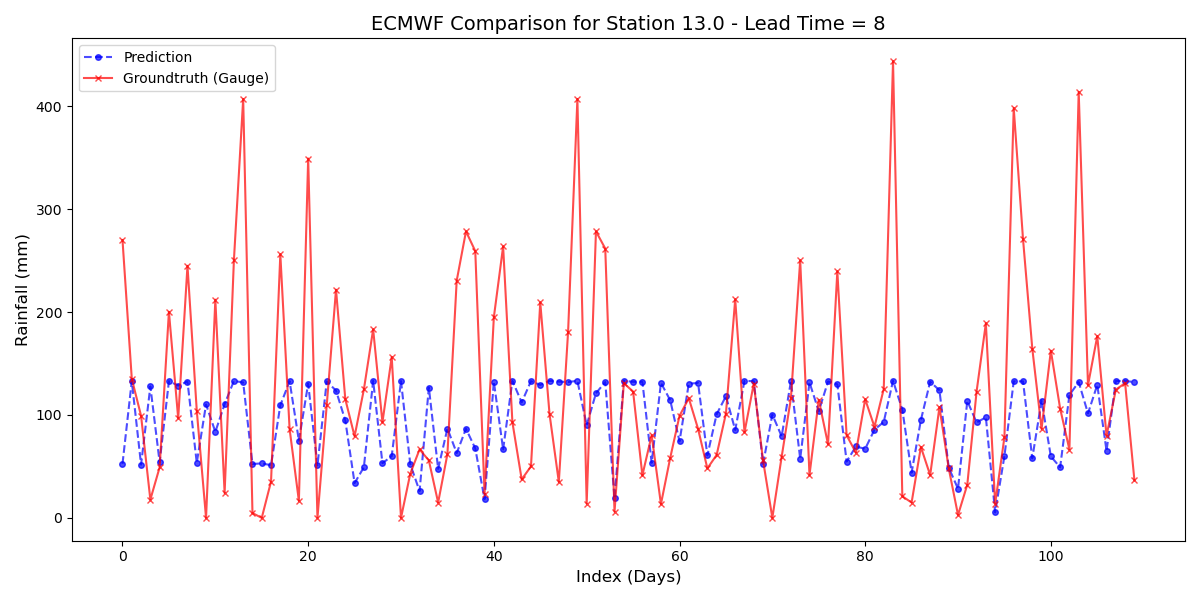 ECMWF Comparison for Station 13.0 - Lead Time = 8
Prediction
Groundtruth (Gauge)
Rainfall (mm)
400
300
200
100
0
0 20 40 60 80 100
Index (Days)